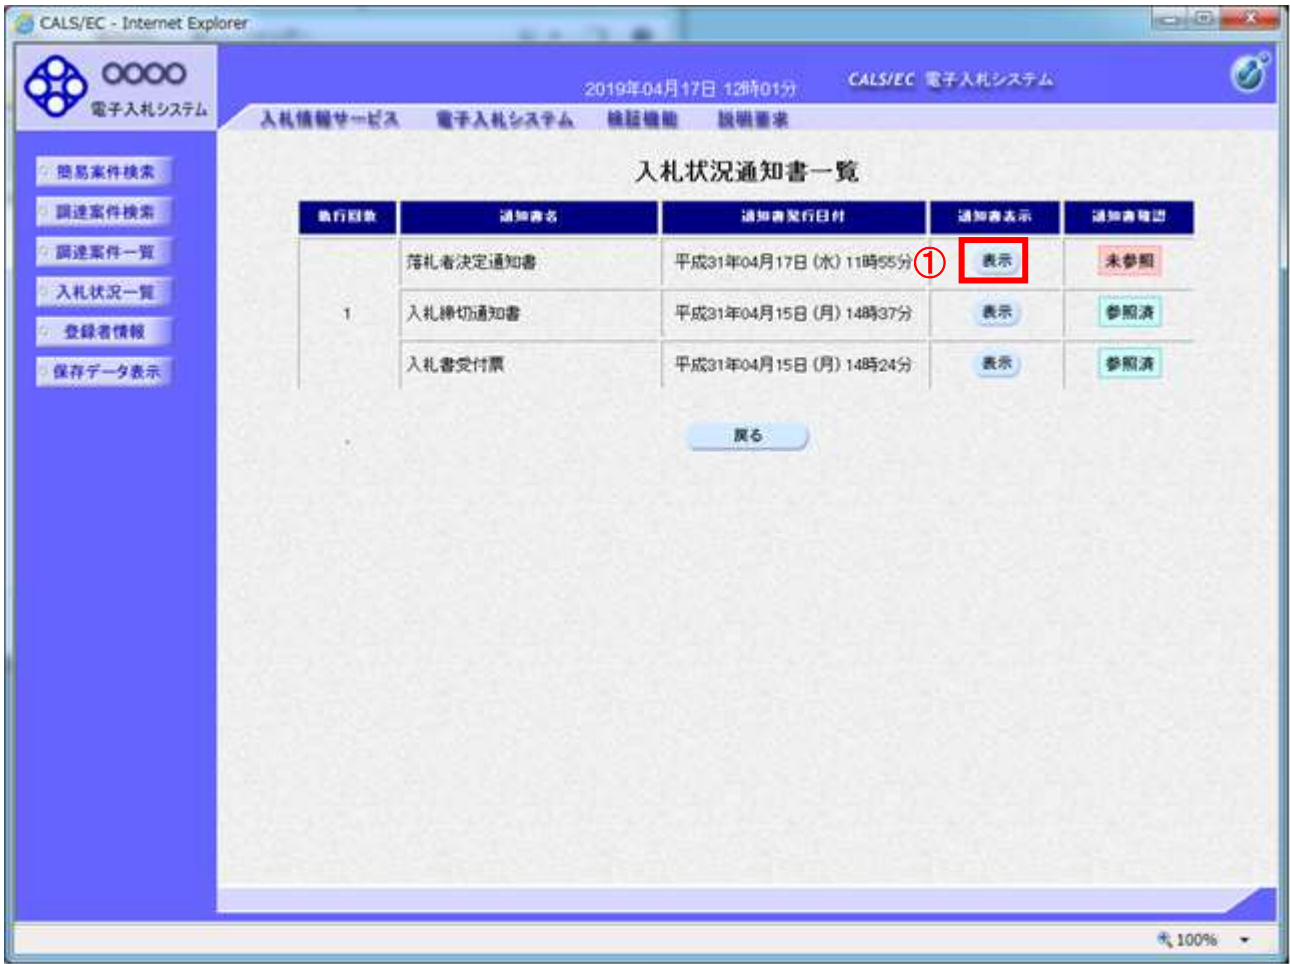 CALS/EC - Internet Explorer
OOOO
電子入札システム
2019年04月17日 12時01分
CALS/EC 電子入札システム
入札情報サービス 電子入札システム 検証機能 説明要求
簡易案件検索
調達案件検索
調達案件一覧
入札状況一覧
登録者情報
保存データ表示
入札状況通知書一覧
執行回数 通知書名 通知書発行日付 通知書表示 通知書確認
落札者決定通知書 平成31年04月17日 (水) 11時55分 ① 表示 未参照
1 入札締切通知書 平成31年04月15日 (月) 14時37分 表示 参照済
入札書受付票 平成31年04月15日 (月) 14時24分 表示 参照済
戻る
100%